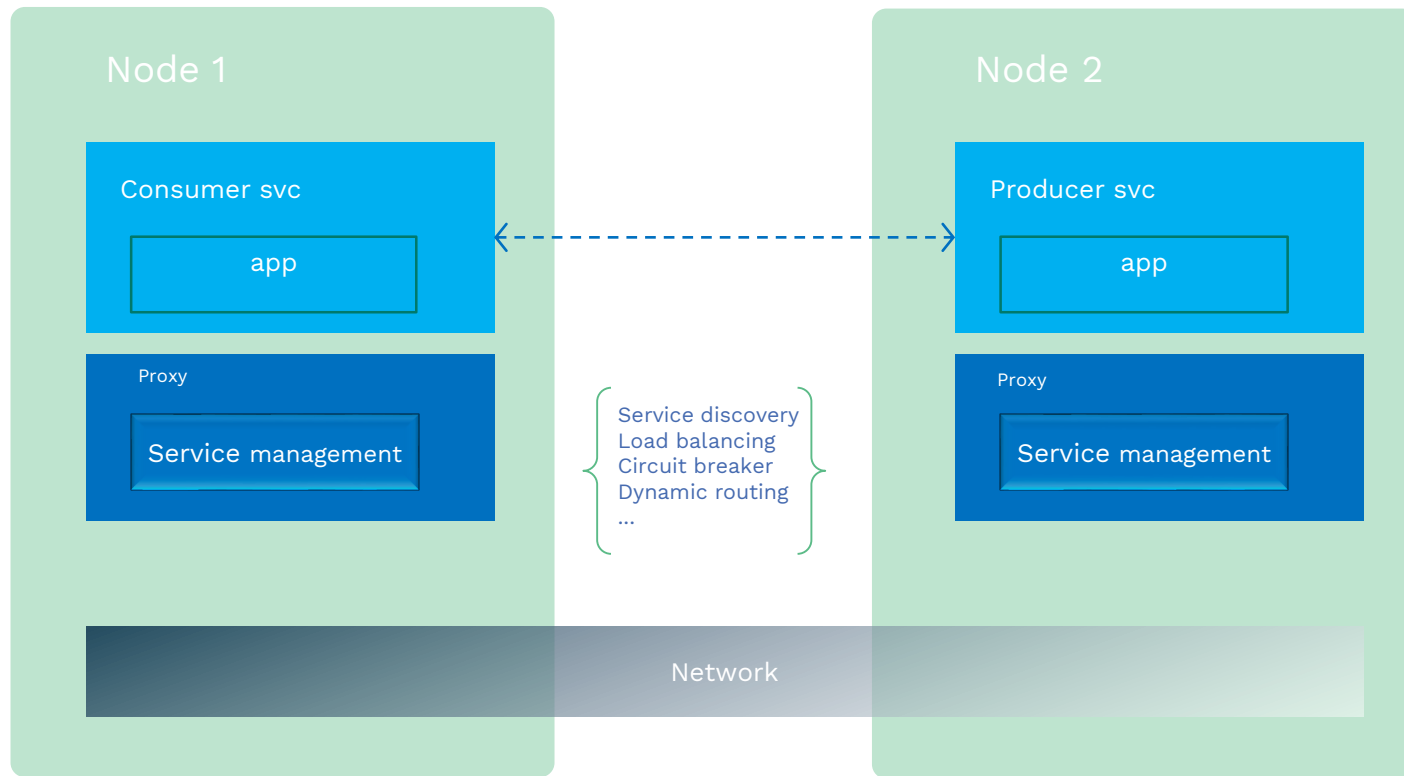 Node 1
Node 2
Consumer svc
app
Producer svc
app
Proxy
Service management
Service discovery
Load balancing
Circuit breaker
Dynamic routing
...
Proxy
Service management
Network